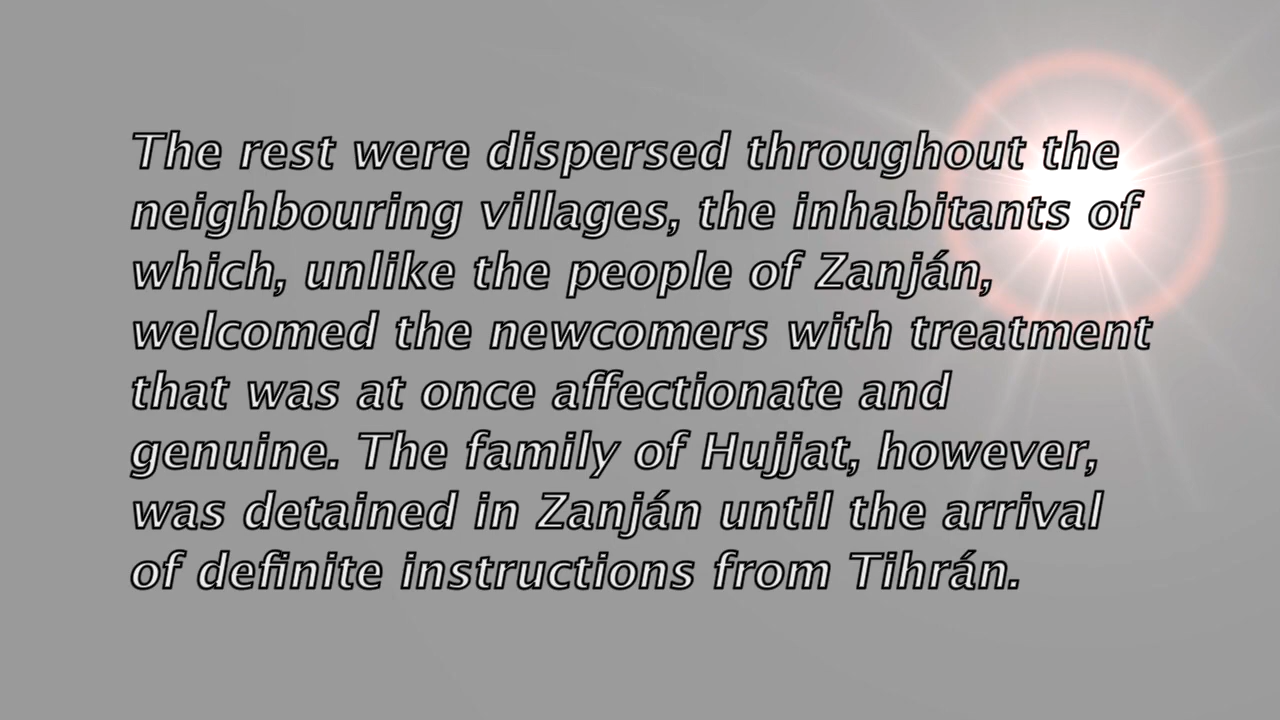 The rest were dispersed throughout the
neighbouring villages, the inhabitants of
which, unlike the people of Zanján,
welcomed the newcomers with treatment
that was at once affectionate and
genuine. The family of Hujjat, however,
was detained in Zanján until the arrival
of definite instructions from Tihrán.